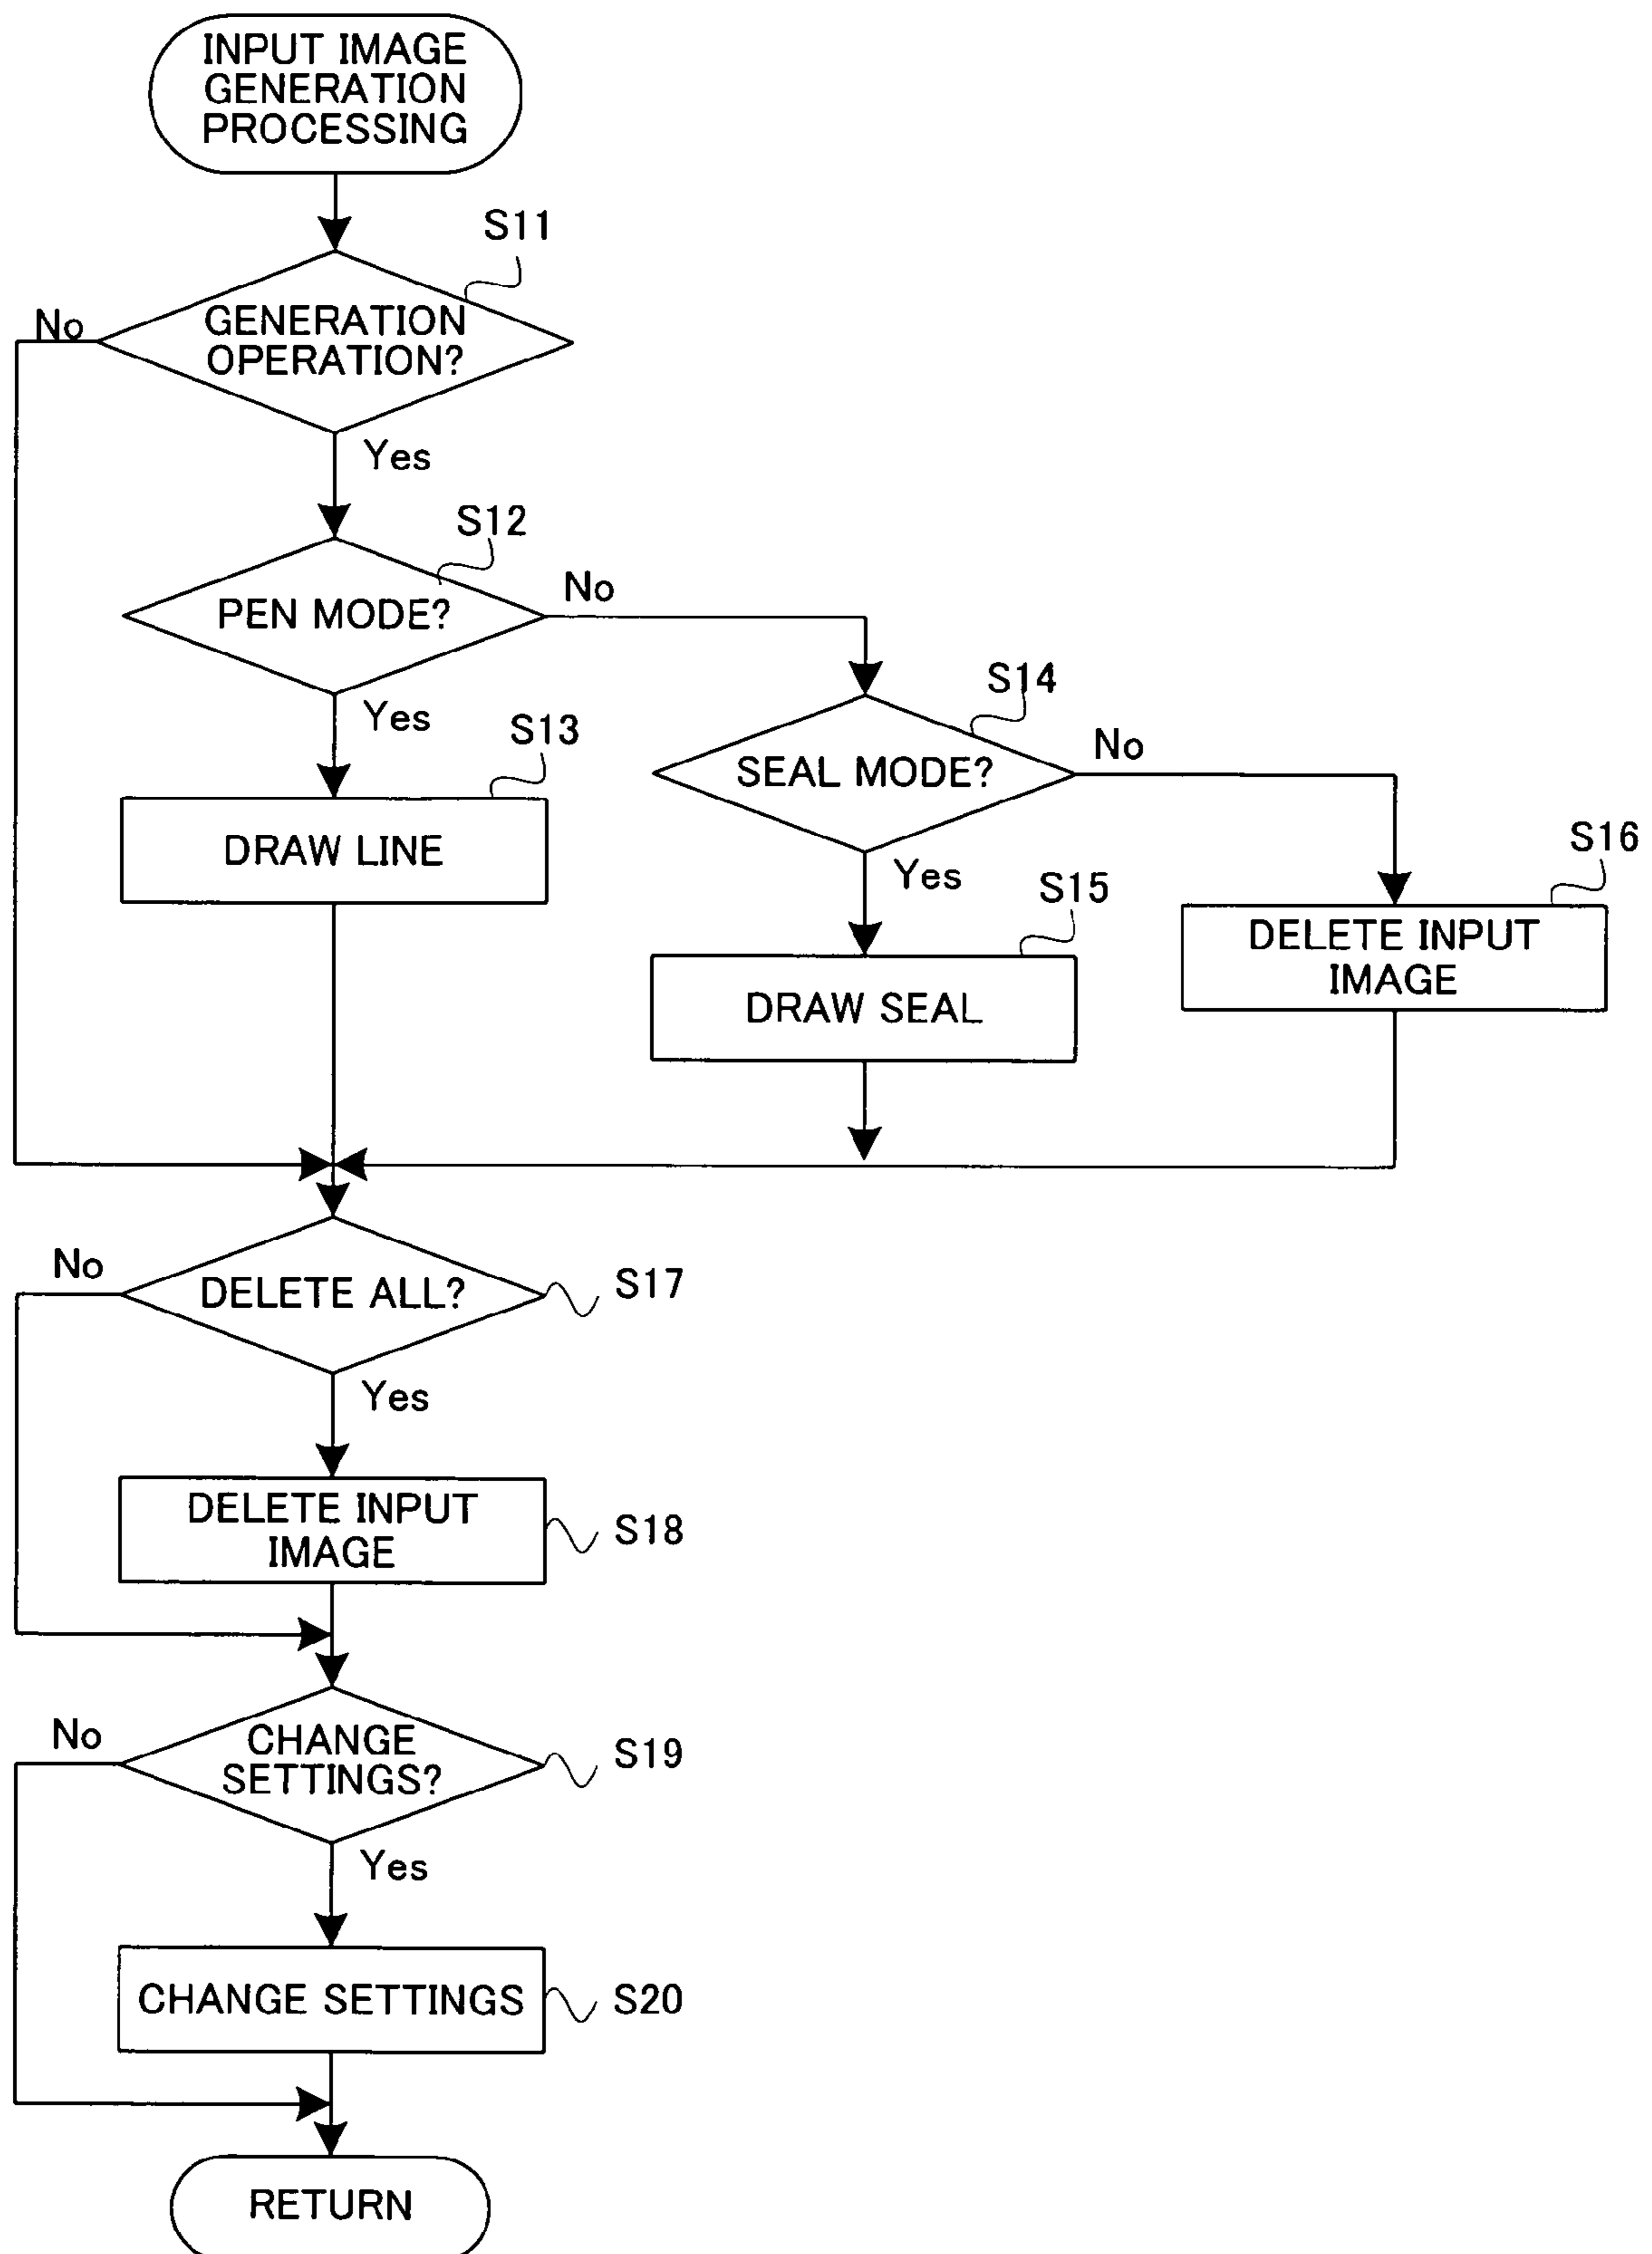 INPUT IMAGE
GENERATION
PROCESSING
S11
No
GENERATION
OPERATION?
Yes
S12
No
PEN MODE?
Yes
S14
No
SEAL MODE?
S13
DRAW LINE
Yes
S15
DRAW SEAL
S16
DELETE INPUT
IMAGE
No
DELETE ALL?
S17
Yes
DELETE INPUT
IMAGE
S18
No
CHANGE
SETTINGS?
S19
Yes
CHANGE SETTINGS
S20
RETURN